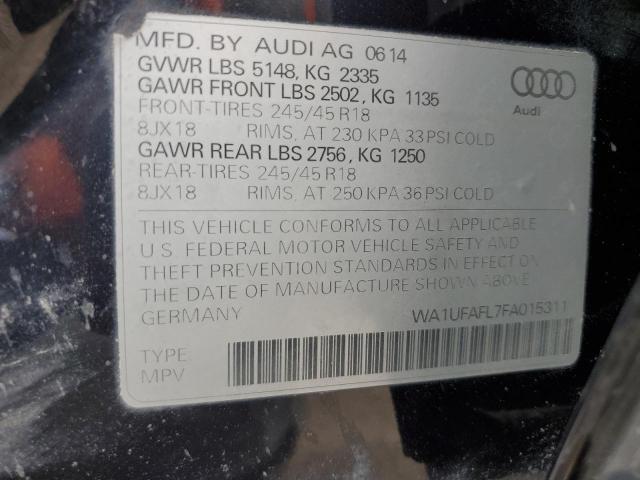 MFD. BY AUDI AG 06 14
GVWR LBS 5148, KG 2335
GAWR FRONT LBS 2502, KG 1135
FRONT-TIRES 245/45 R18
8JX18 RIMS, AT 230 KPA 33 PSI COLD
GAWR REAR LBS 2756, KG 1250
REAR-TIRES 245/45 R18
8JX18 RIMS, AT 250 KPA 36 PSI COLD
Audi
THIS VEHICLE CONFORMS TO ALL APPLICABLE
U.S. FEDERAL MOTOR VEHICLE SAFETY AND
THEFT PREVENTION STANDARDS IN EFFECT ON
THE DATE OF MANUFACTURE SHOWN ABOVE
GERMANY WA1UFAFL7FA015311
TYPE:
MPV